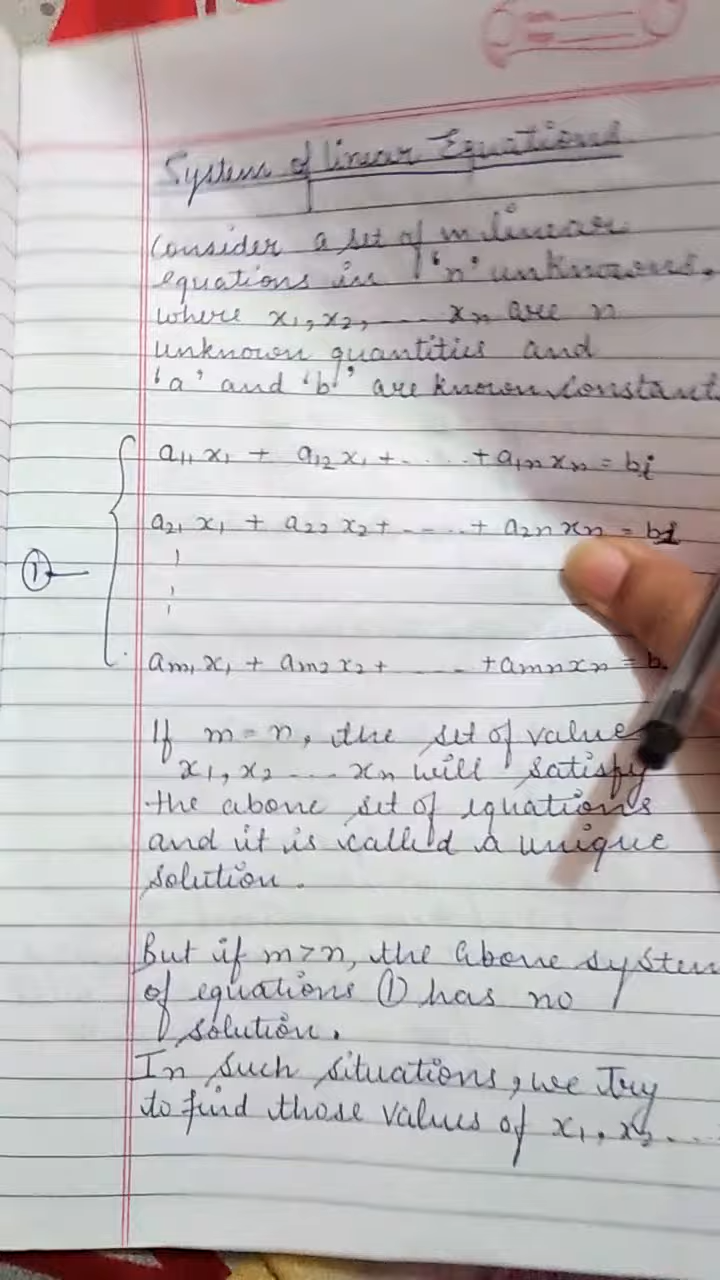 System of linear Equations
Consider a set of m linear
equations in 'n' unknowns,
where x₁, x₂, ..... xₙ are n
unknown quantities and
'a' and 'b' are known constant
a₁₁ x₁ + a₁₂ x₁ + ..... + a₁ₙ xₙ = bi
a₂₁ x₁ + a₂₂ x₂ + ..... + a₂ₙ xₙ =
①
aₘ₁ x₁ + aₘ₂ x₂ + ..... + aₘₙ xₙ = b
If m = n, the set of value
x₁, x₂ ... xₙ will satisfy
the above set of equations
and it is called a unique
solution.
But if m > n, the above system
of equations ① has no
solution.
In such situations, we try
to find those values of x₁, x₂ ...